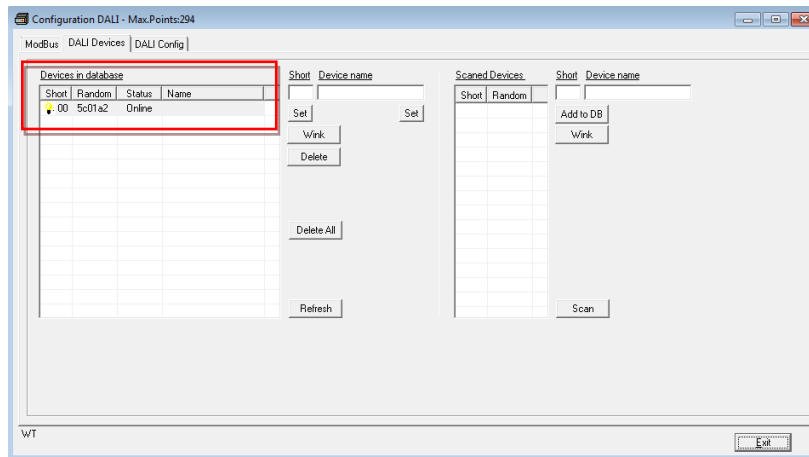 Configuration DALI - Max.Points:294
ModBus DALI Devices DALI Config
Devices in database
Short Random Status Name
00 5c01a2 Online
Short Device name
Set Set
Wink
Delete
Delete All
Refresh
Scaned Devices
Short Random
Short Device name
Add to DB
Wink
Scan
WT
Exit